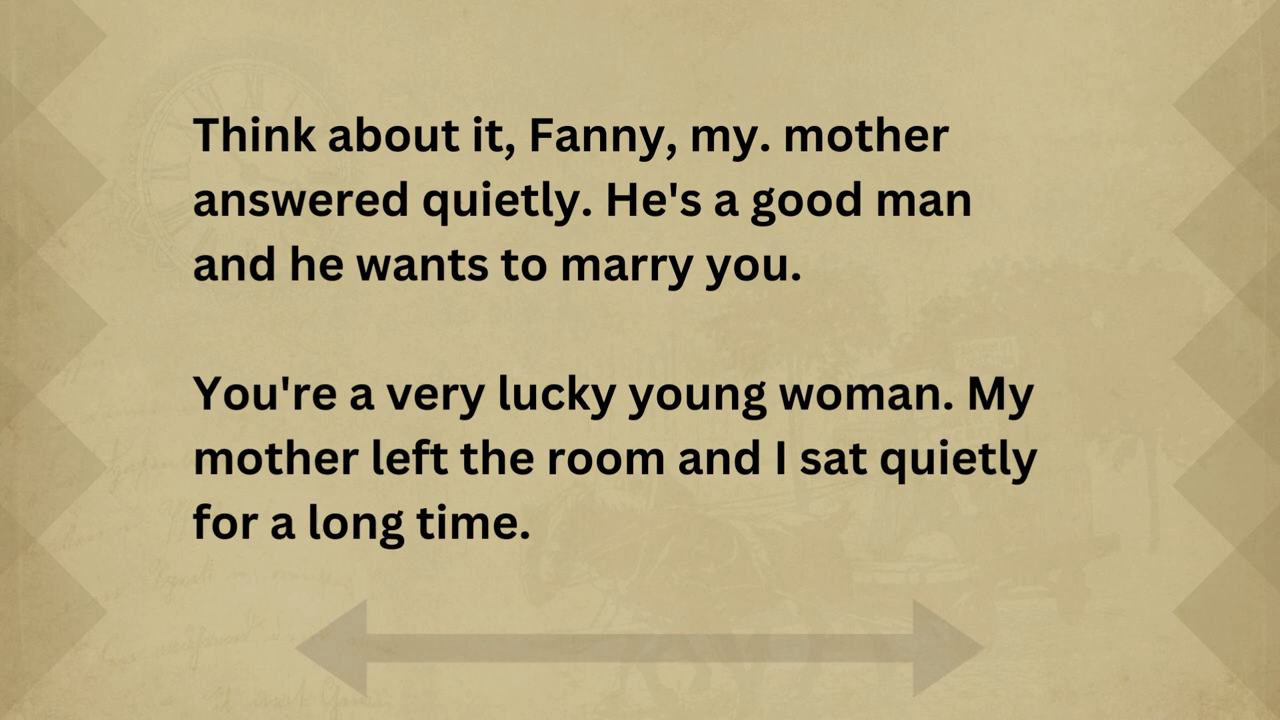 Think about it, Fanny, my. mother
answered quietly. He's a good man
and he wants to marry you.
You're a very lucky young woman. My
mother left the room and I sat quietly
for a long time.